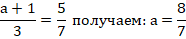 (a + 1)/3 = 5/7 получаем: a = 8/7